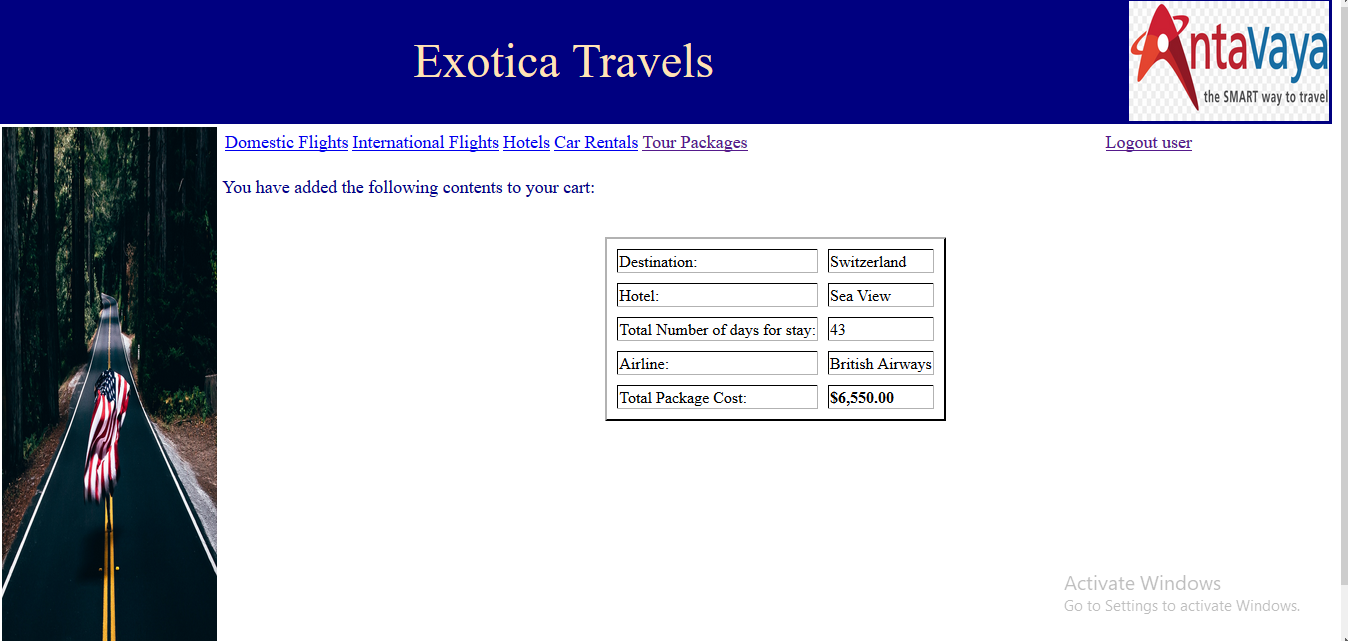 Exotica Travels
AntaVaya
the SMART way to travel
Domestic Flights International Flights Hotels Car Rentals Tour Packages Logout user
You have added the following contents to your cart:
Destination: Switzerland
Hotel: Sea View
Total Number of days for stay: 43
Airline: British Airways
Total Package Cost: $6,550.00
Activate Windows
Go to Settings to activate Windows.